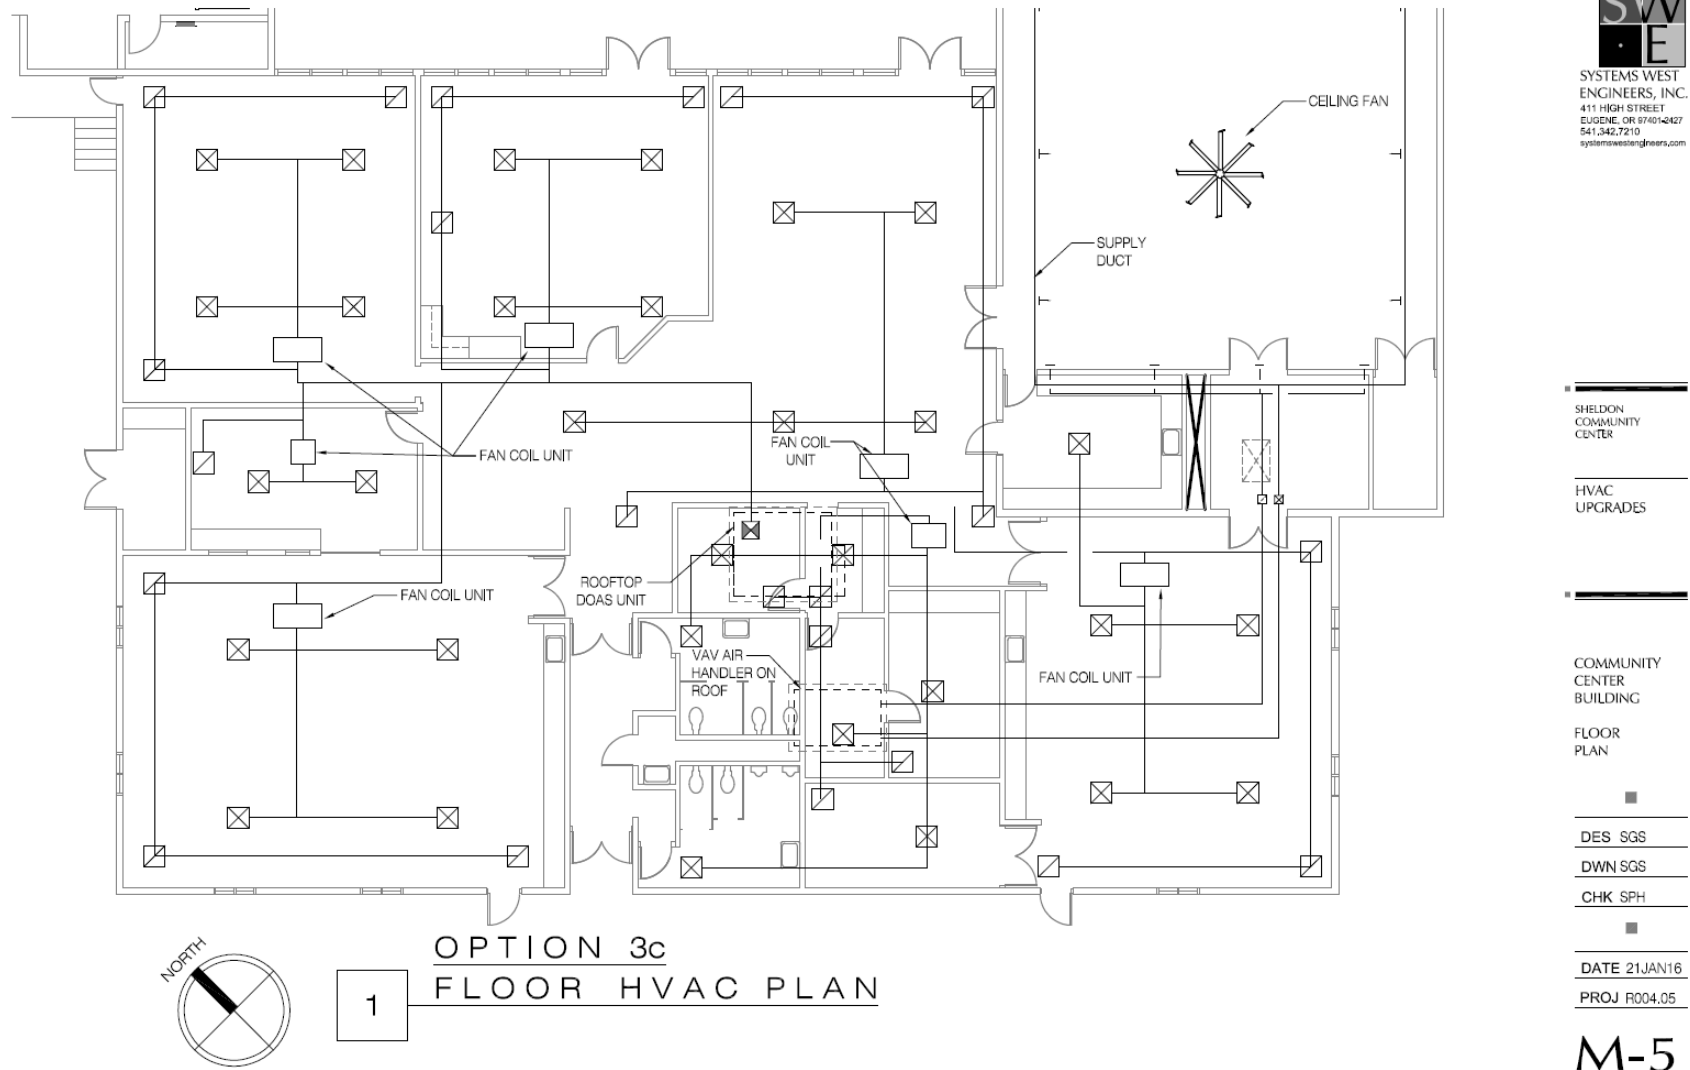 CEILING FAN
SUPPLY
DUCT
FAN COIL UNIT
FAN COIL
UNIT
ROOFTOP
DOAS UNIT
FAN COIL UNIT
VAV AIR
HANDLER ON
ROOF
FAN COIL UNIT
NORTH
1
OPTION 3c
FLOOR HVAC PLAN
SW
E
SYSTEMS WEST
ENGINEERS, INC.
411 HIGH STREET
EUGENE, OR 97401-2427
541.342.7210
systemswestengineers.com
SHELDON
COMMUNITY
CENTER
HVAC
UPGRADES
COMMUNITY
CENTER
BUILDING
FLOOR
PLAN
DES SGS
DWN SGS
CHK SPH
DATE 21JAN16
PROJ R004.05
M-5